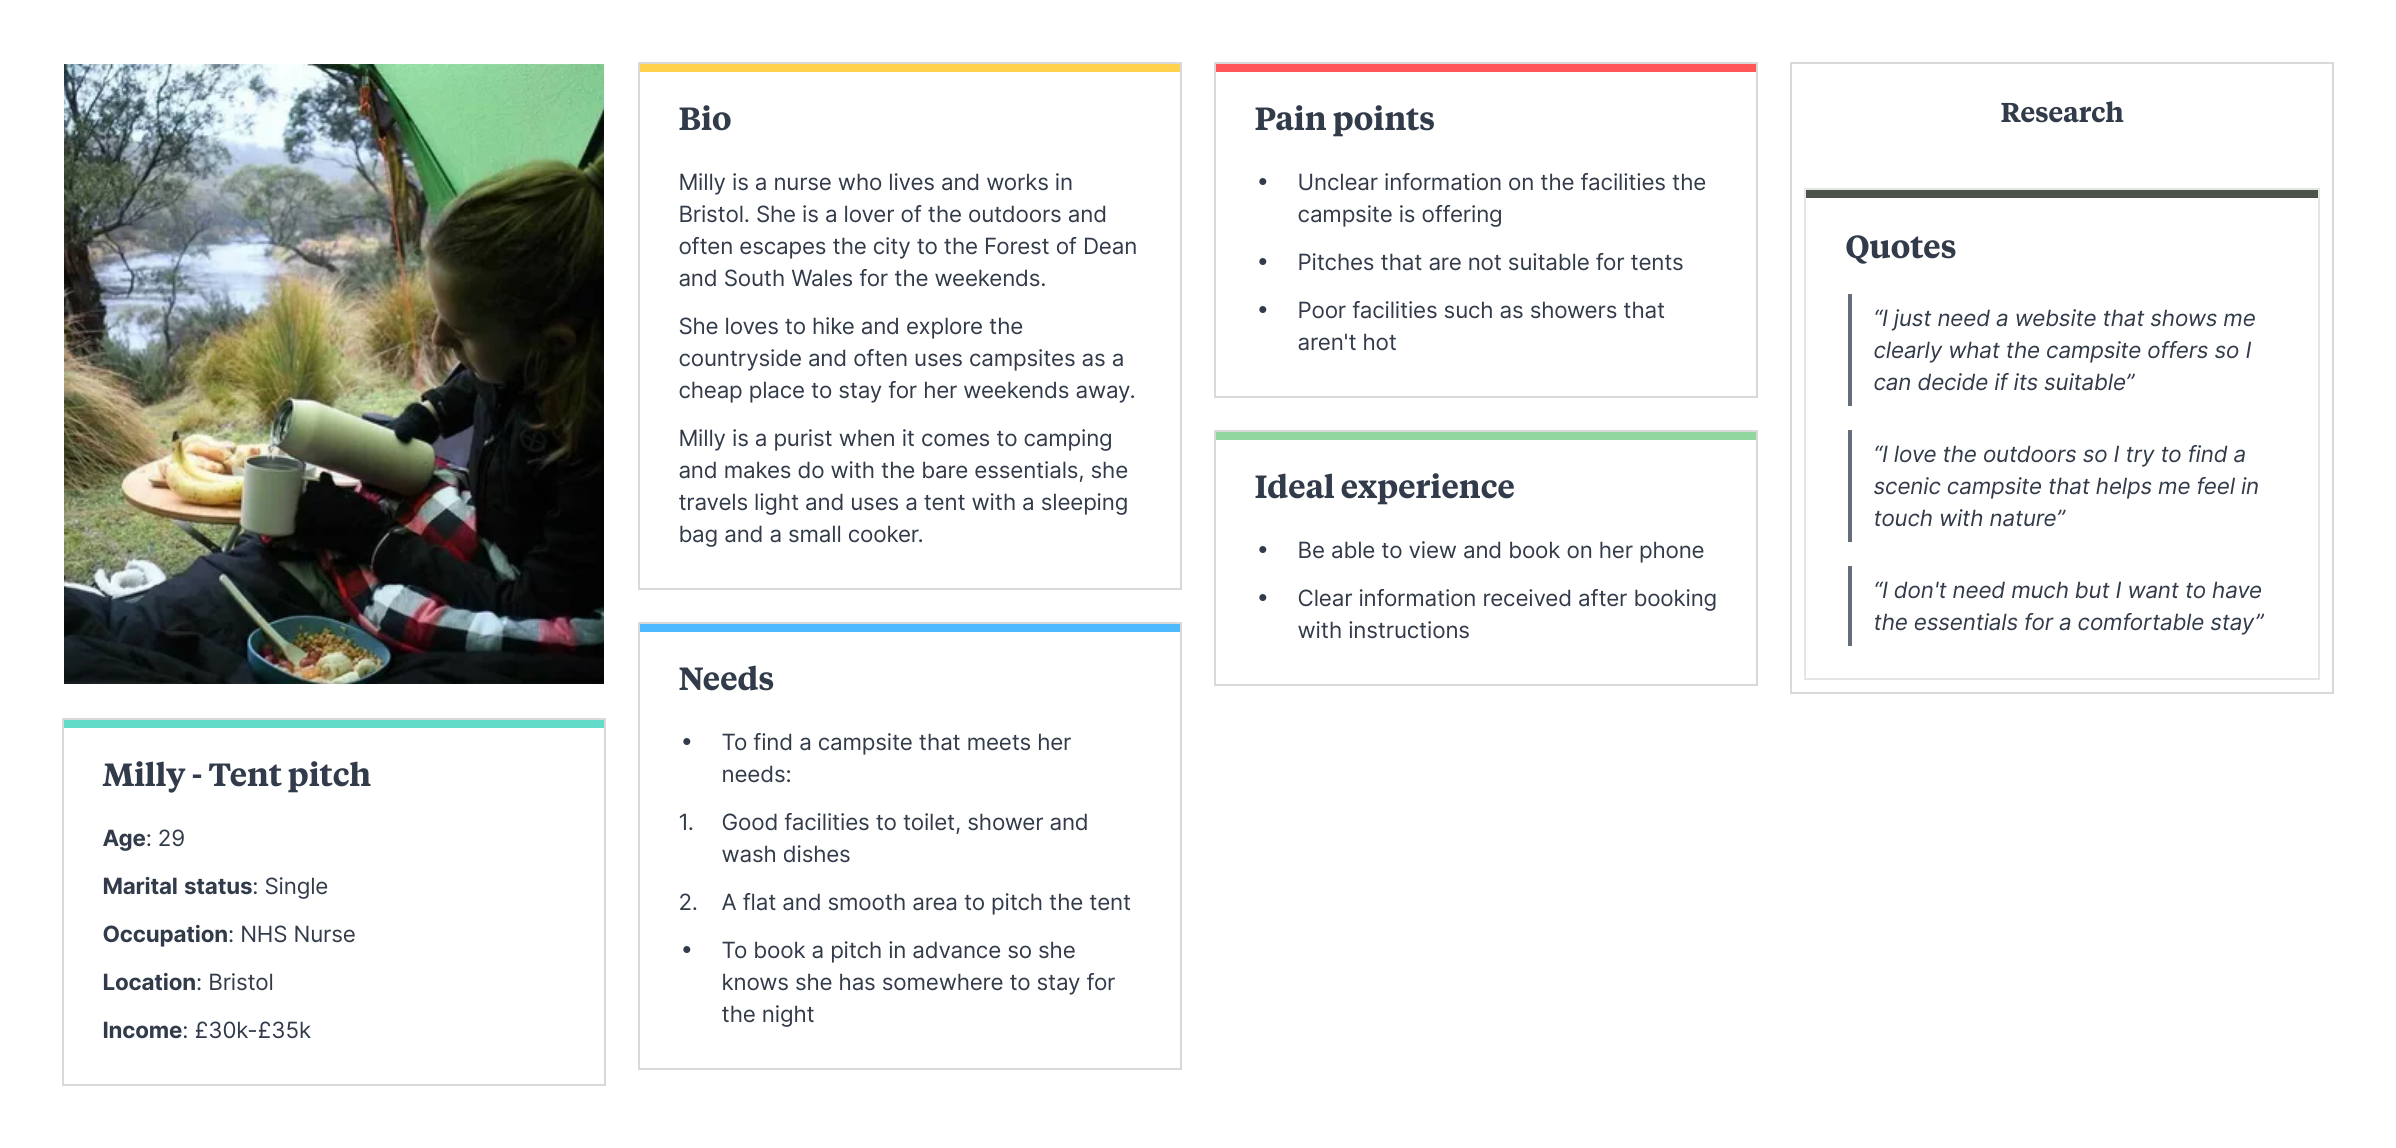 Milly - Tent pitch
Age: 29
Marital status: Single
Occupation: NHS Nurse
Location: Bristol
Income: £30k-£35k
Bio
Milly is a nurse who lives and works in
Bristol. She is a lover of the outdoors and
often escapes the city to the Forest of Dean
and South Wales for the weekends.
She loves to hike and explore the
countryside and often uses campsites as a
cheap place to stay for her weekends away.
Milly is a purist when it comes to camping
and makes do with the bare essentials, she
travels light and uses a tent with a sleeping
bag and a small cooker.
Needs
• To find a campsite that meets her
needs:
1. Good facilities to toilet, shower and
wash dishes
2. A flat and smooth area to pitch the tent
• To book a pitch in advance so she
knows she has somewhere to stay for
the night
Pain points
• Unclear information on the facilities the
campsite is offering
• Pitches that are not suitable for tents
• Poor facilities such as showers that
aren't hot
Ideal experience
• Be able to view and book on her phone
• Clear information received after booking
with instructions
Research
Quotes
“I just need a website that shows me
clearly what the campsite offers so I
can decide if its suitable”
“I love the outdoors so I try to find a
scenic campsite that helps me feel in
touch with nature”
“I don't need much but I want to have
the essentials for a comfortable stay”